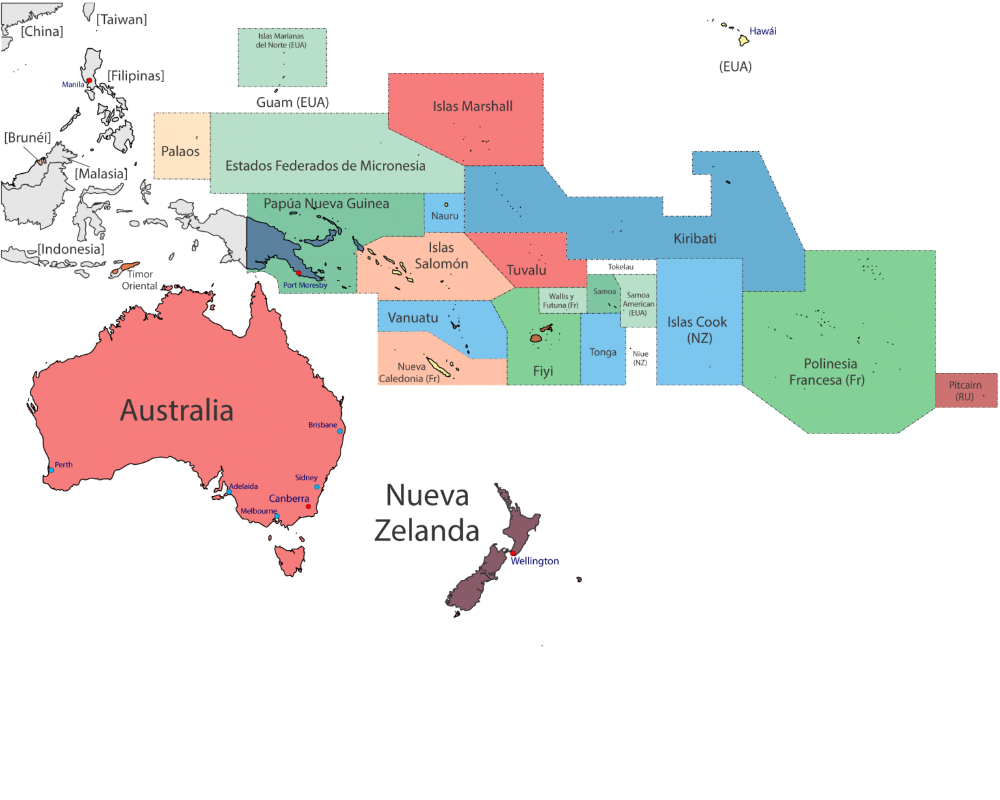 [China]
[Taiwan]
Islas Marianas
del Norte (EUA)
Hawái
(EUA)
[Filipinas]
Manila
Guam (EUA)
Islas Marshall
[Brunéi]
Palaos
Estados Federados de Micronesia
[Malasia]
Papúa Nueva Guinea
Nauru
Kiribati
[Indonesia]
Islas
Salomón
Tuvalu
Tokelau
Timor
Oriental
Port Moresby
Wallis y
Futuna (Fr)
Samoa
Samoa
American
(EUA)
Vanuatu
Islas Cook
(NZ)
Tonga
Niue
(NZ)
Nueva
Caledonia (Fr)
Fiyi
Polinesia
Francesa (Fr)
Pitcairn
(RU)
Australia
Brisbane
Perth
Sídney
Adelaida
Canberra
Melbourne
Nueva
Zelanda
Wellington